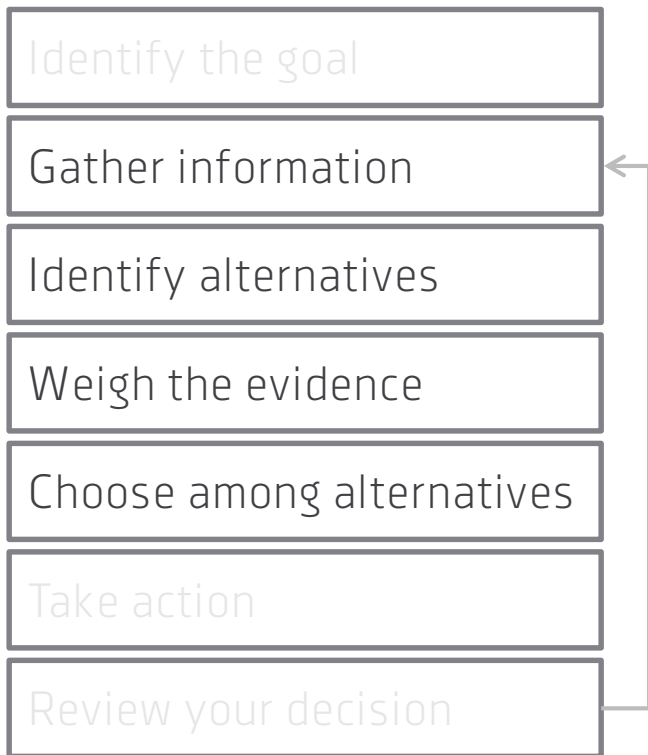 Identify the goal
Gather information
Identify alternatives
Weigh the evidence
Choose among alternatives
Take action
Review your decision